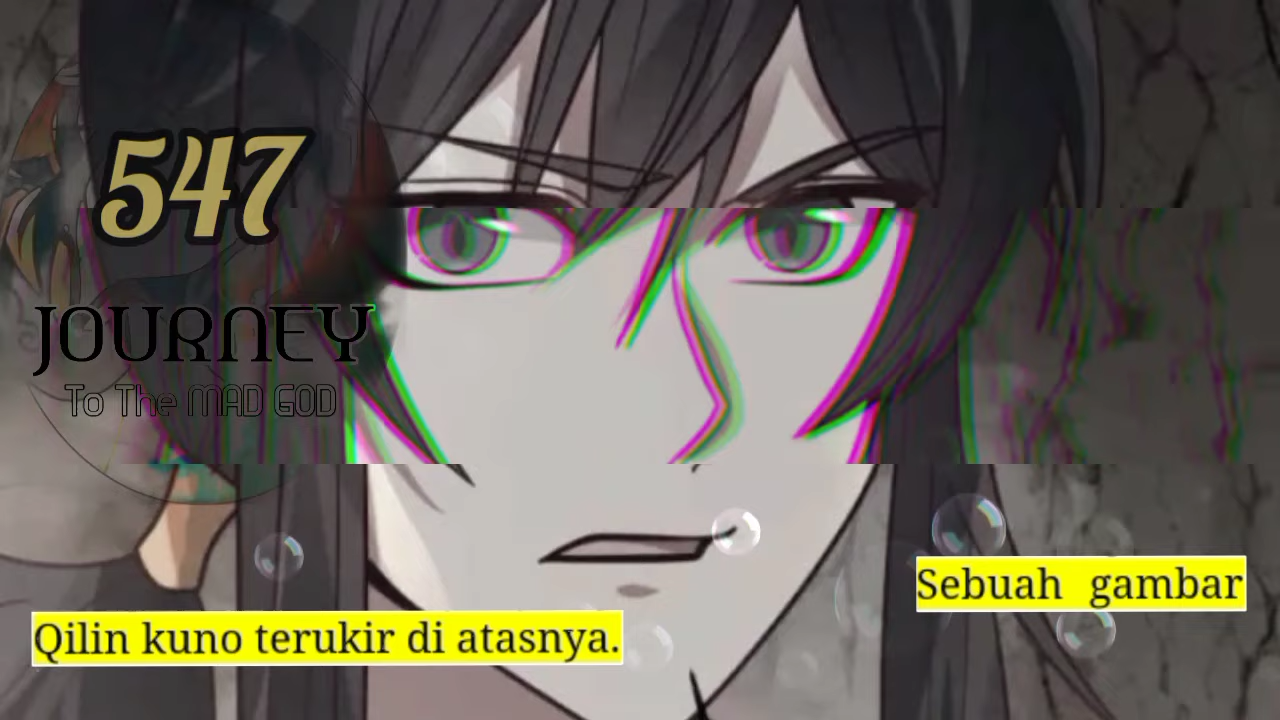 547
JOURNEY
To The MAD GOD
Sebuah gambar
Qilin kuno terukir di atasnya.